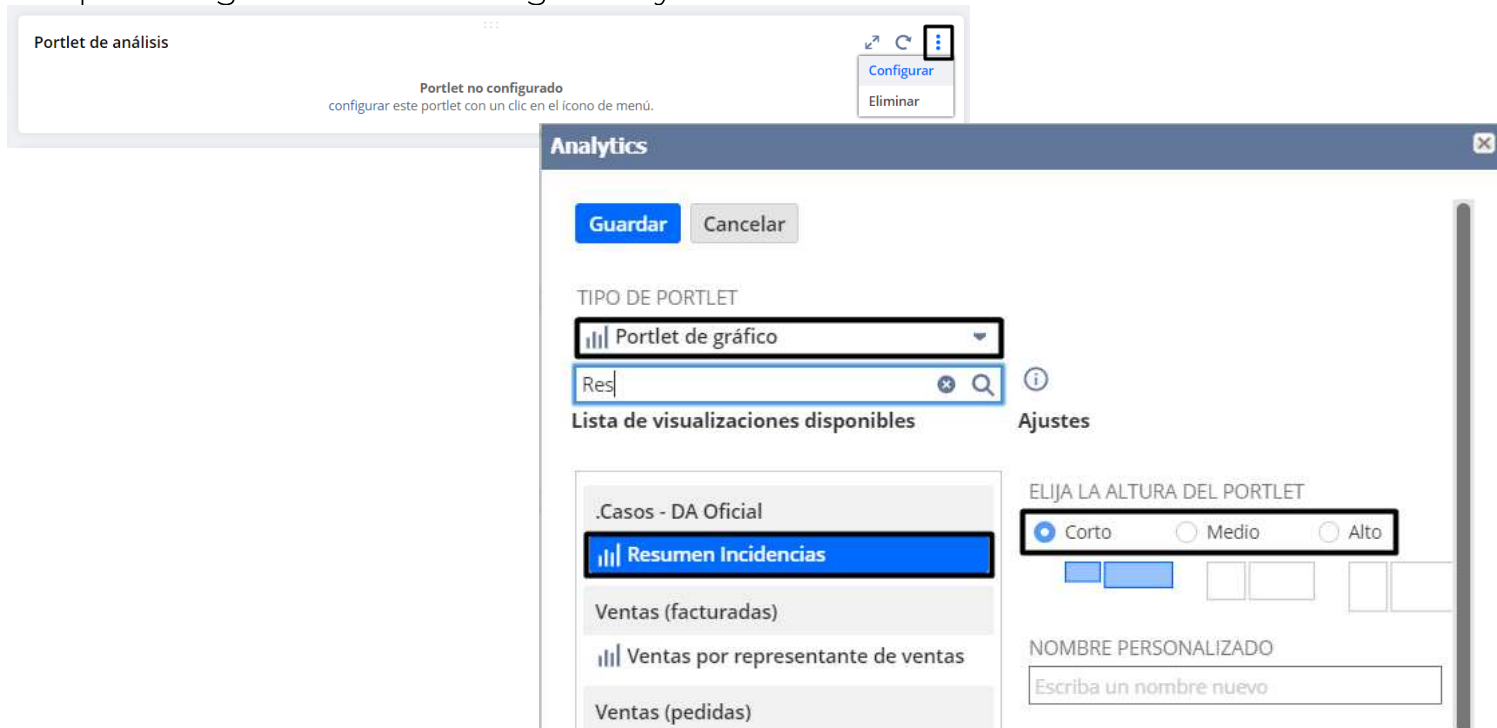 Portlet de análisis
Configurar
Eliminar
Portlet no configurado
configurar este portlet con un clic en el ícono de menú.
Analytics
Guardar Cancelar
TIPO DE PORTLET
Portlet de gráfico
Res
Lista de visualizaciones disponibles
Ajustes
.Casos - DA Oficial
Resumen Incidencias
Ventas (facturadas)
Ventas por representante de ventas
Ventas (pedidas)
ELIJA LA ALTURA DEL PORTLET
Corto Medio Alto
NOMBRE PERSONALIZADO
Escriba un nombre nuevo